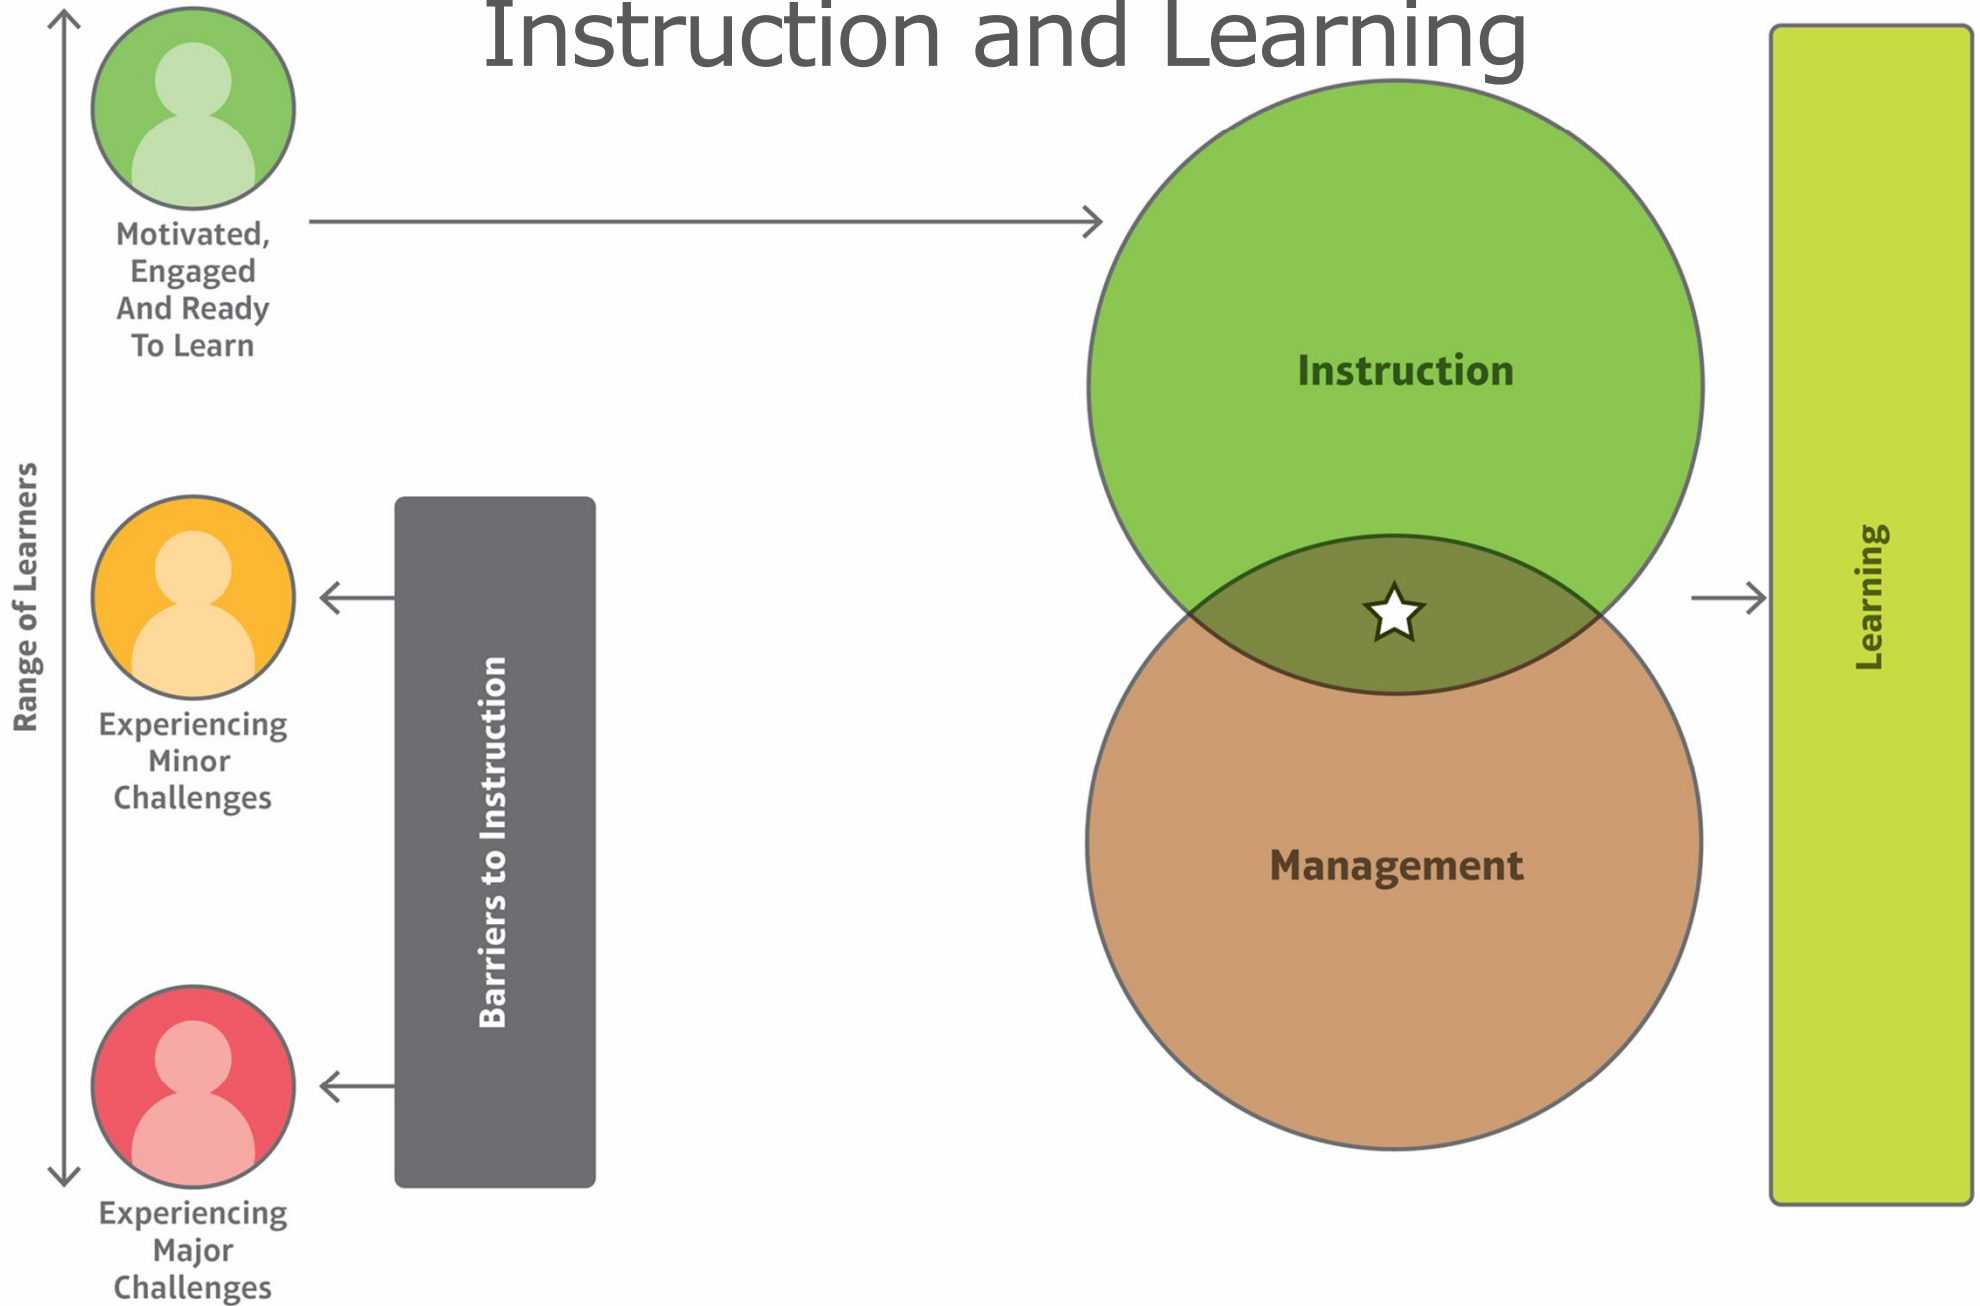 Instruction and Learning
Range of Learners
Motivated,
Engaged
And Ready
To Learn
Experiencing
Minor
Challenges
Experiencing
Major
Challenges
Barriers to Instruction
Instruction
Management
Learning